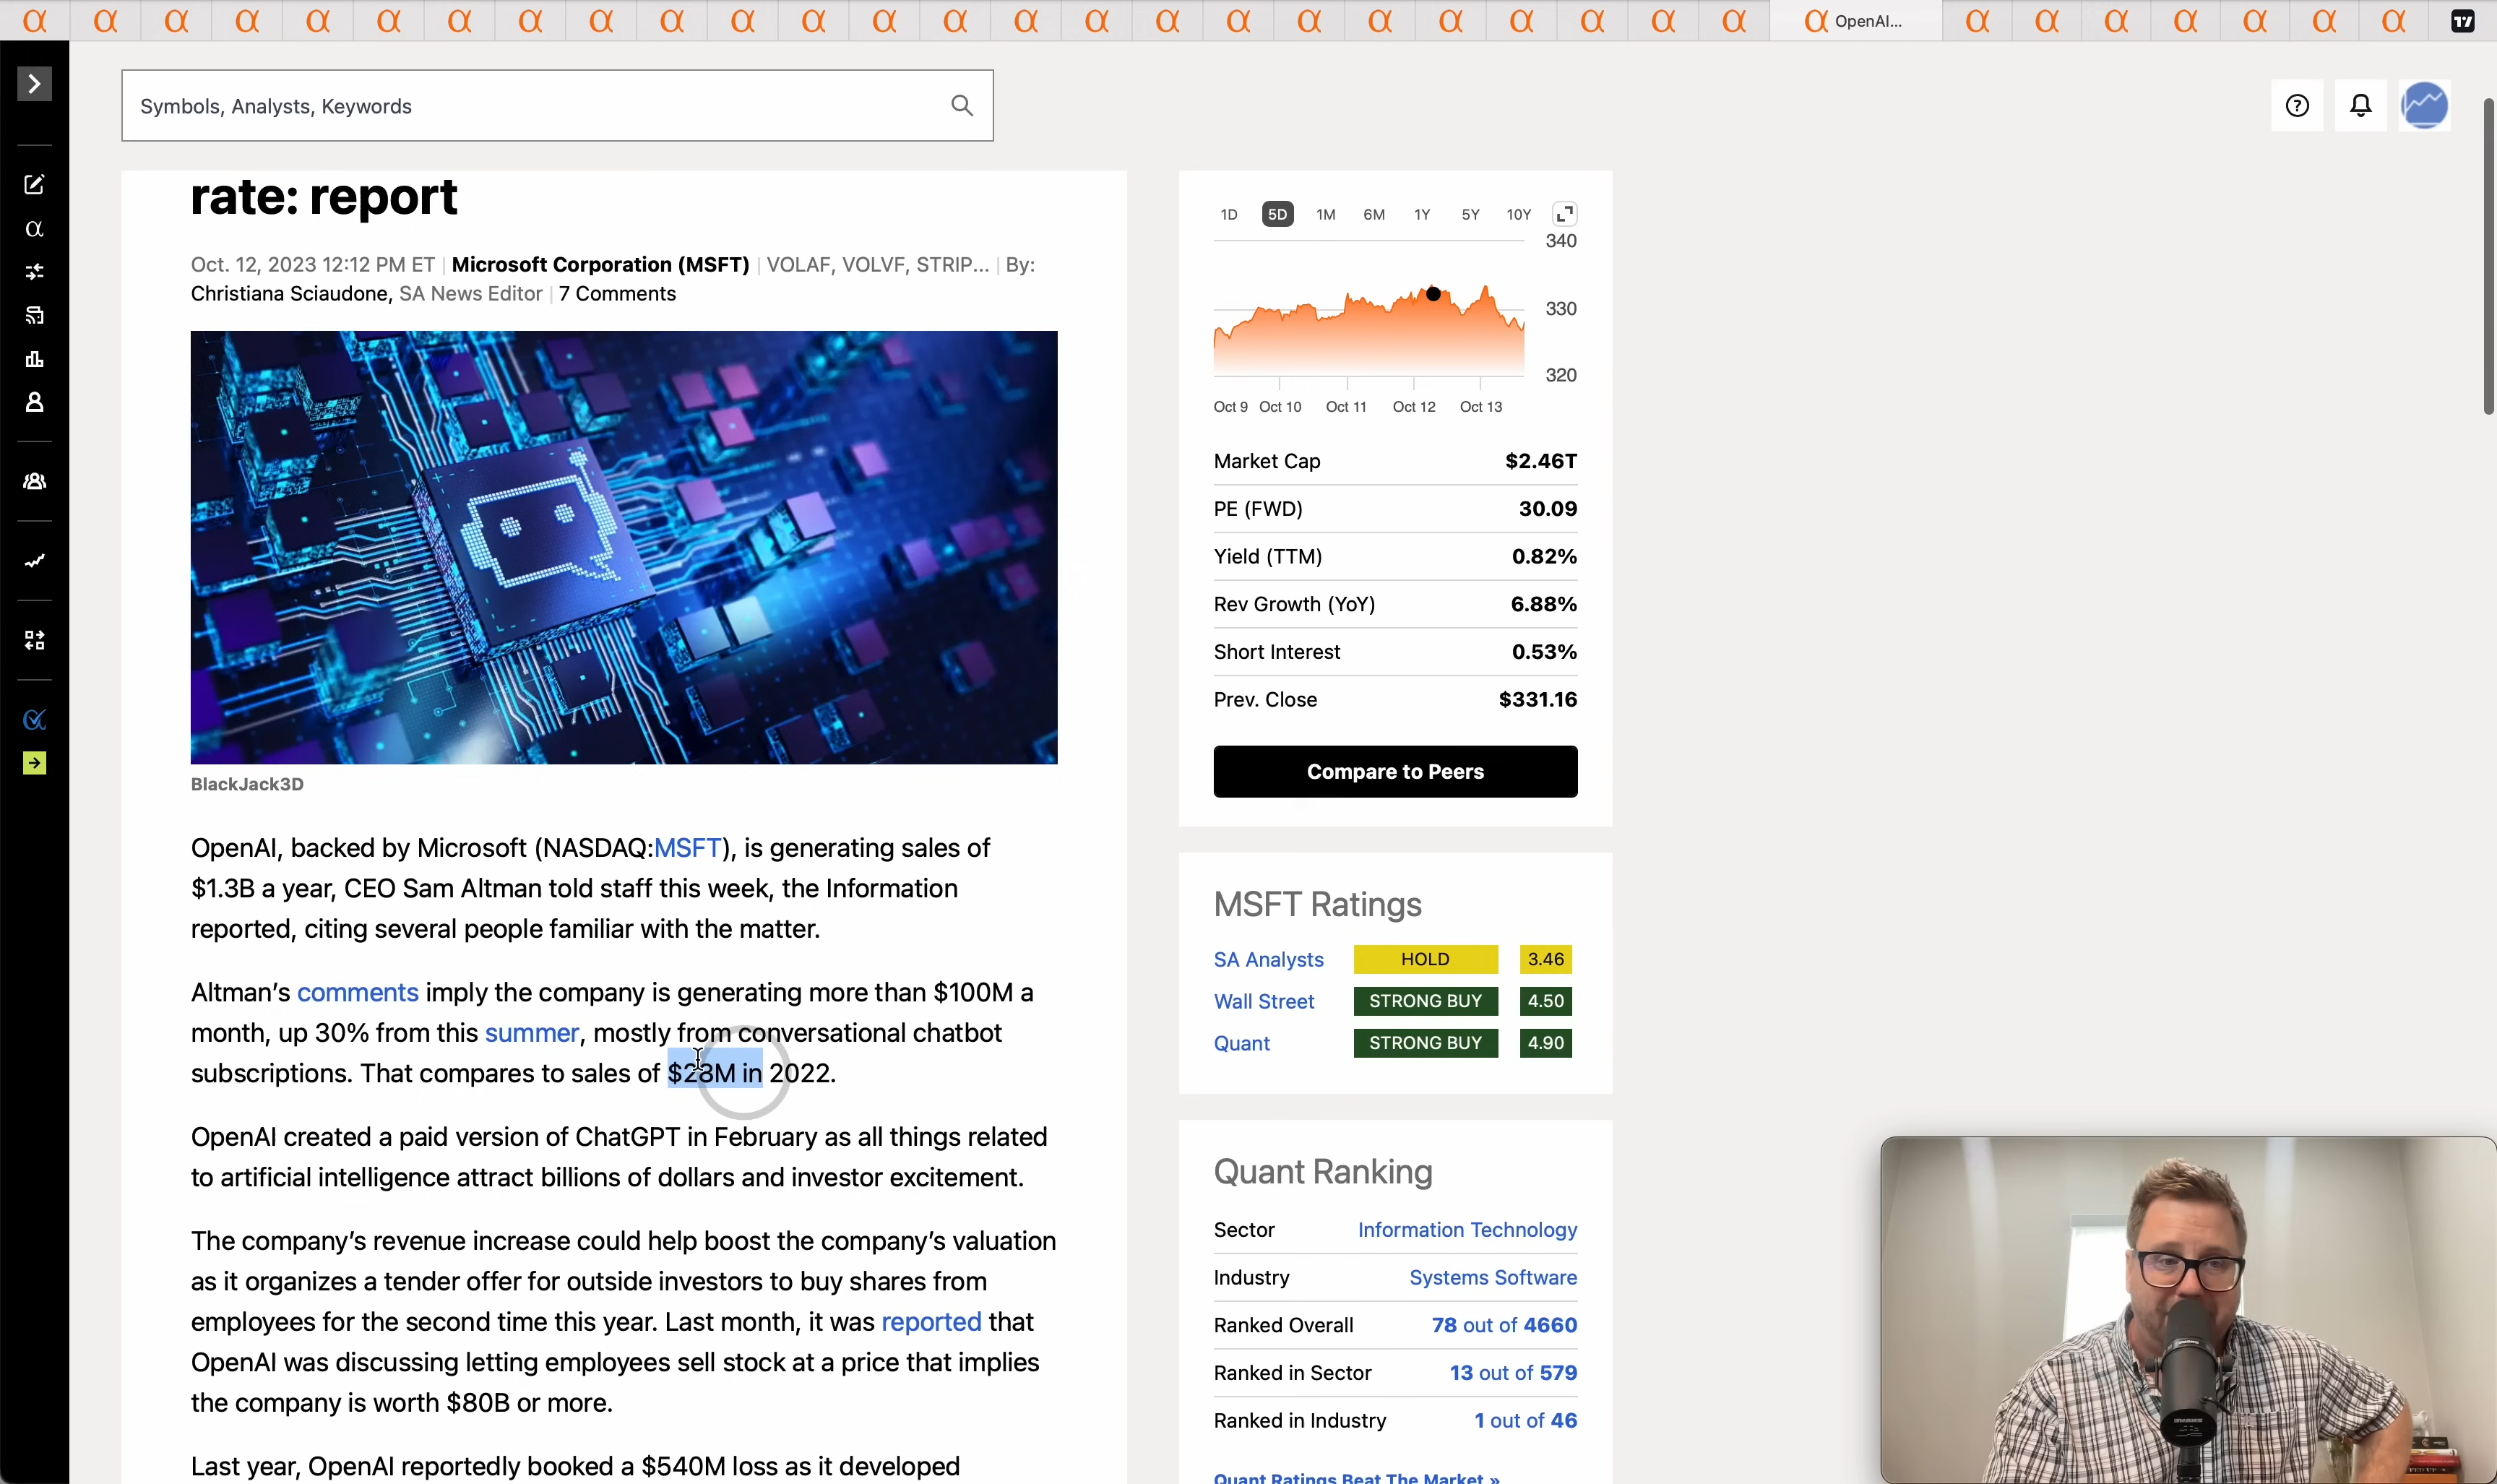 OpenAI...
Symbols, Analysts, Keywords
rate: report
Oct. 12, 2023 12:12 PM ET | Microsoft Corporation (MSFT) | VOLAF, VOLVF, STRIP... | By:
Christiana Sciaudone, SA News Editor | 7 Comments
BlackJack3D
OpenAI, backed by Microsoft (NASDAQ:MSFT), is generating sales of
$1.3B a year, CEO Sam Altman told staff this week, the Information
reported, citing several people familiar with the matter.
Altman’s comments imply the company is generating more than $100M a
month, up 30% from this summer, mostly from conversational chatbot
subscriptions. That compares to sales of $28M in 2022.
OpenAI created a paid version of ChatGPT in February as all things related
to artificial intelligence attract billions of dollars and investor excitement.
The company’s revenue increase could help boost the company’s valuation
as it organizes a tender offer for outside investors to buy shares from
employees for the second time this year. Last month, it was reported that
OpenAI was discussing letting employees sell stock at a price that implies
the company is worth $80B or more.
Last year, OpenAI reportedly booked a $540M loss as it developed
1D 5D 1M 6M 1Y 5Y 10Y
340
330
320
Oct 9 Oct 10 Oct 11 Oct 12 Oct 13
Market Cap $2.46T
PE (FWD) 30.09
Yield (TTM) 0.82%
Rev Growth (YoY) 6.88%
Short Interest 0.53%
Prev. Close $331.16
Compare to Peers
MSFT Ratings
SA Analysts HOLD 3.46
Wall Street STRONG BUY 4.50
Quant STRONG BUY 4.90
Quant Ranking
Sector Information Technology
Industry Systems Software
Ranked Overall 78 out of 4660
Ranked in Sector 13 out of 579
Ranked in Industry 1 out of 46
Quant Ratings Beat The Market »